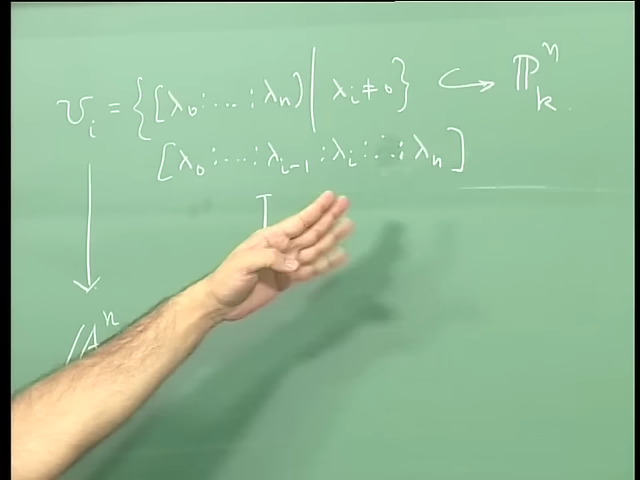 U_i = {[λ_0 : ... : λ_n) | λ_i ≠ 0} ↪ ℙ^n_k.
[λ_0 : ... : λ_{i-1} : λ_i : ... : λ_n]
𝔸^n